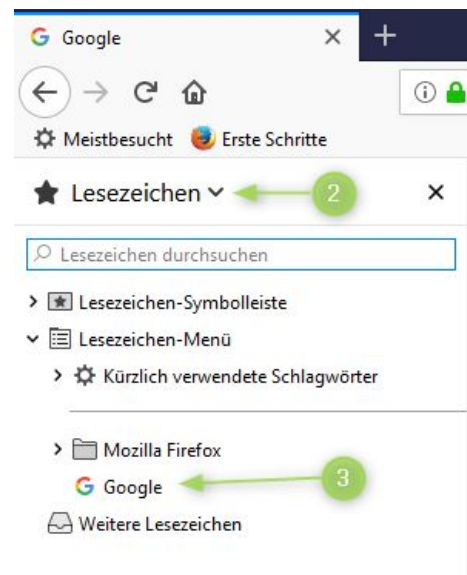 Google
Meistbesucht Erste Schritte
Lesezeichen 2
Lesezeichen durchsuchen
Lesezeichen-Symbolleiste
Lesezeichen-Menü
Kürzlich verwendete Schlagwörter
Mozilla Firefox
Google 3
Weitere Lesezeichen